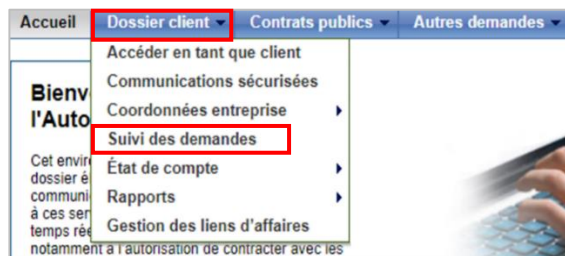 Accueil Dossier client Contrats publics Autres demandes
Accéder en tant que client
Communications sécurisées
Bienv
Coordonnées entreprise
l'Auto
Suivi des demandes
Cet envir
État de compte
dossier é
communi
Rapports
à ces ser
temps rée
Gestion des liens d'affaires
notamment à l'autorisation de contracter avec les